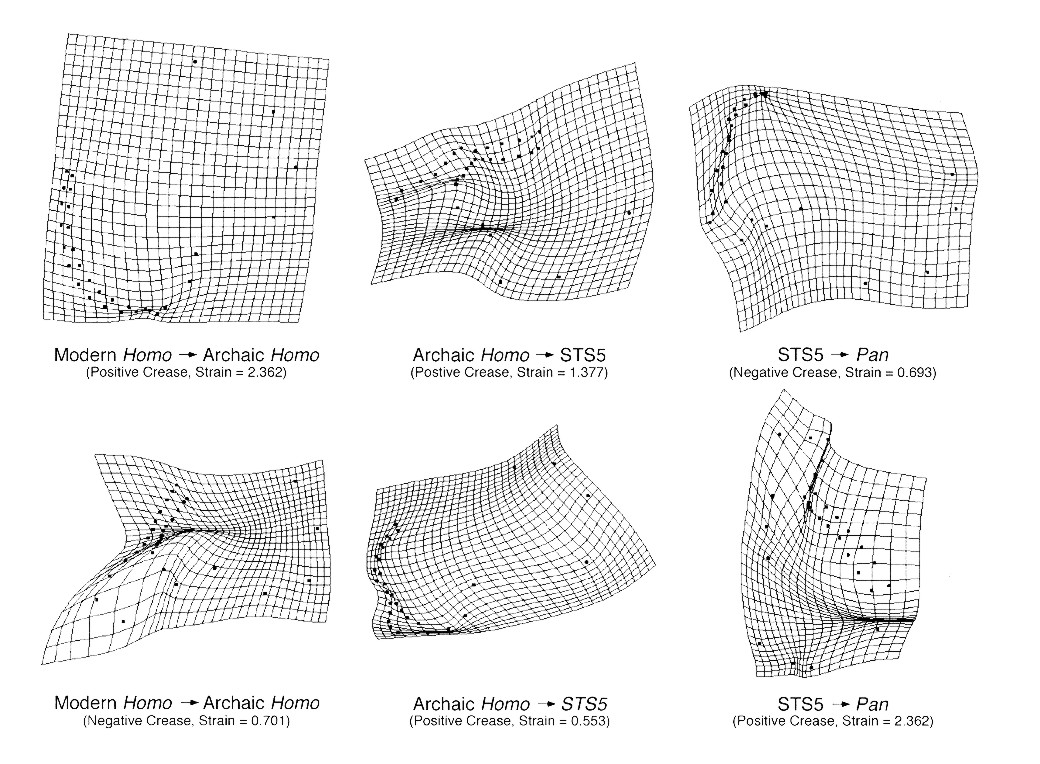 Modern Homo → Archaic Homo
(Positive Crease, Strain = 2.362)
Archaic Homo → STS5
(Postive Crease, Strain = 1.377)
STS5 → Pan
(Negative Crease, Strain = 0.693)
Modern Homo → Archaic Homo
(Negative Crease, Strain = 0.701)
Archaic Homo → STS5
(Positive Crease, Strain = 0.553)
STS5 → Pan
(Positive Crease, Strain = 2.362)